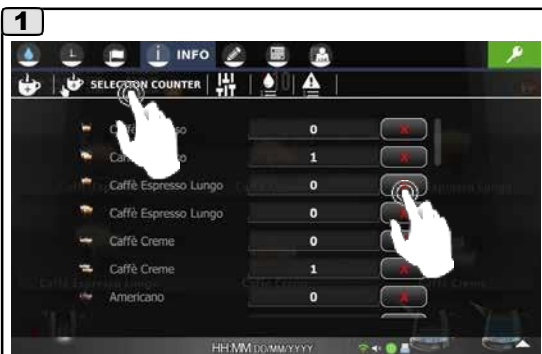 1
INFO
SELECTION COUNTER
0
1
Caffè Espresso Lungo 0
Caffè Espresso Lungo 0
Caffè Creme 0
Caffè Creme 1
Americano 0
HH:MM DD/MM/YYYY